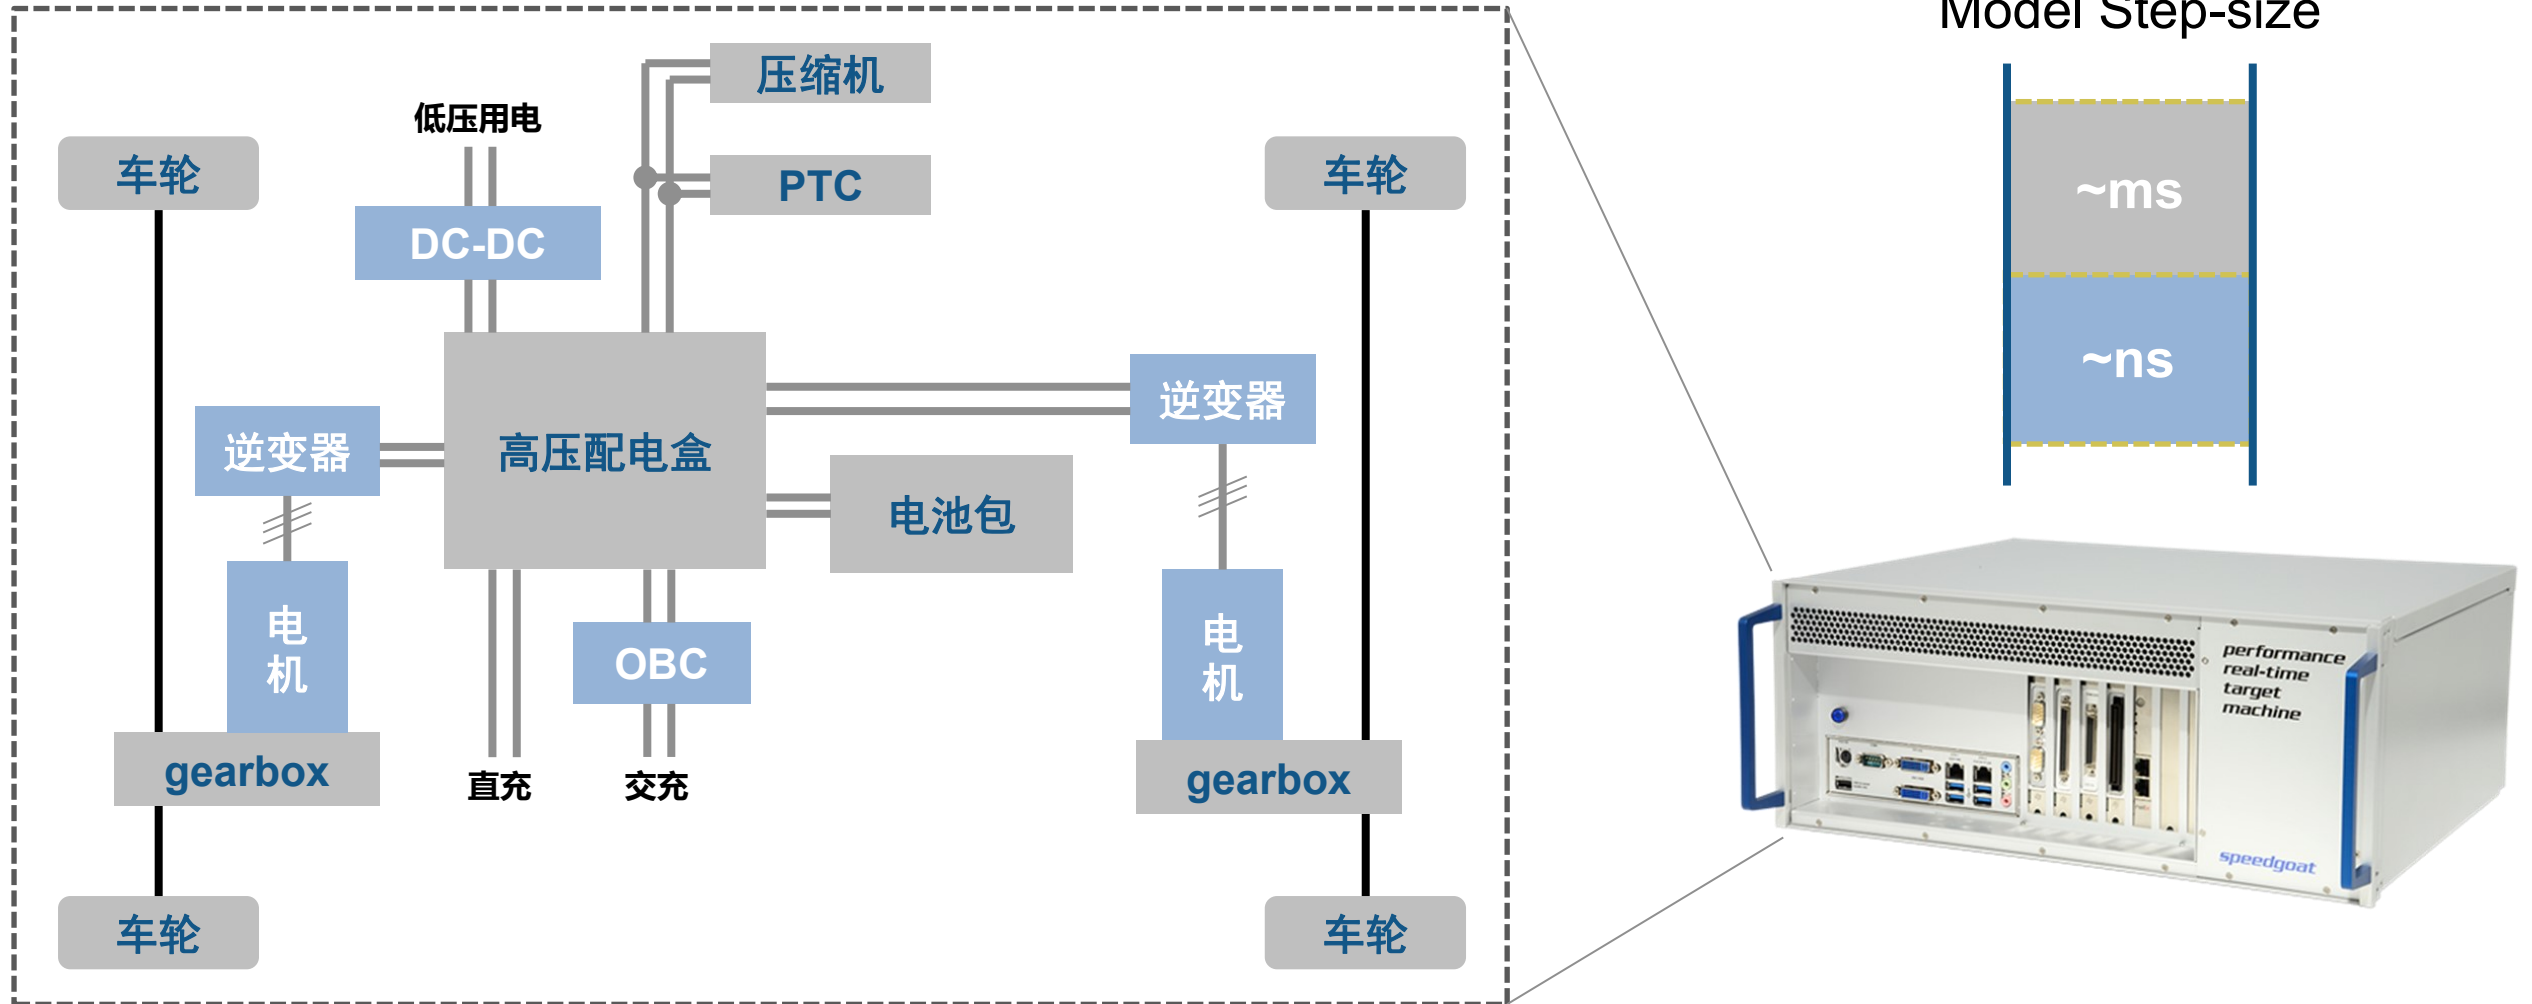 Model Step-size
压缩机
低压用电
车轮
PTC
车轮
~ms
DC-DC
~ns
逆变器
逆变器
高压配电盒
电池包
电
机
电
机
OBC
performance
real-time
target
machine
gearbox
直充
交充
gearbox
speedgoat
车轮
车轮